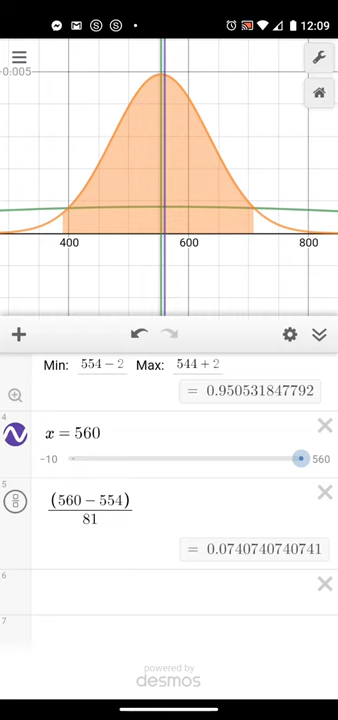 12:09
0.005
400 600 800
Min: 554 − 2 Max: 544 + 2
= 0.950531847792
4
x = 560
−10 560
5
(560 − 554)
81
= 0.0740740740741
6
7
powered by
desmos